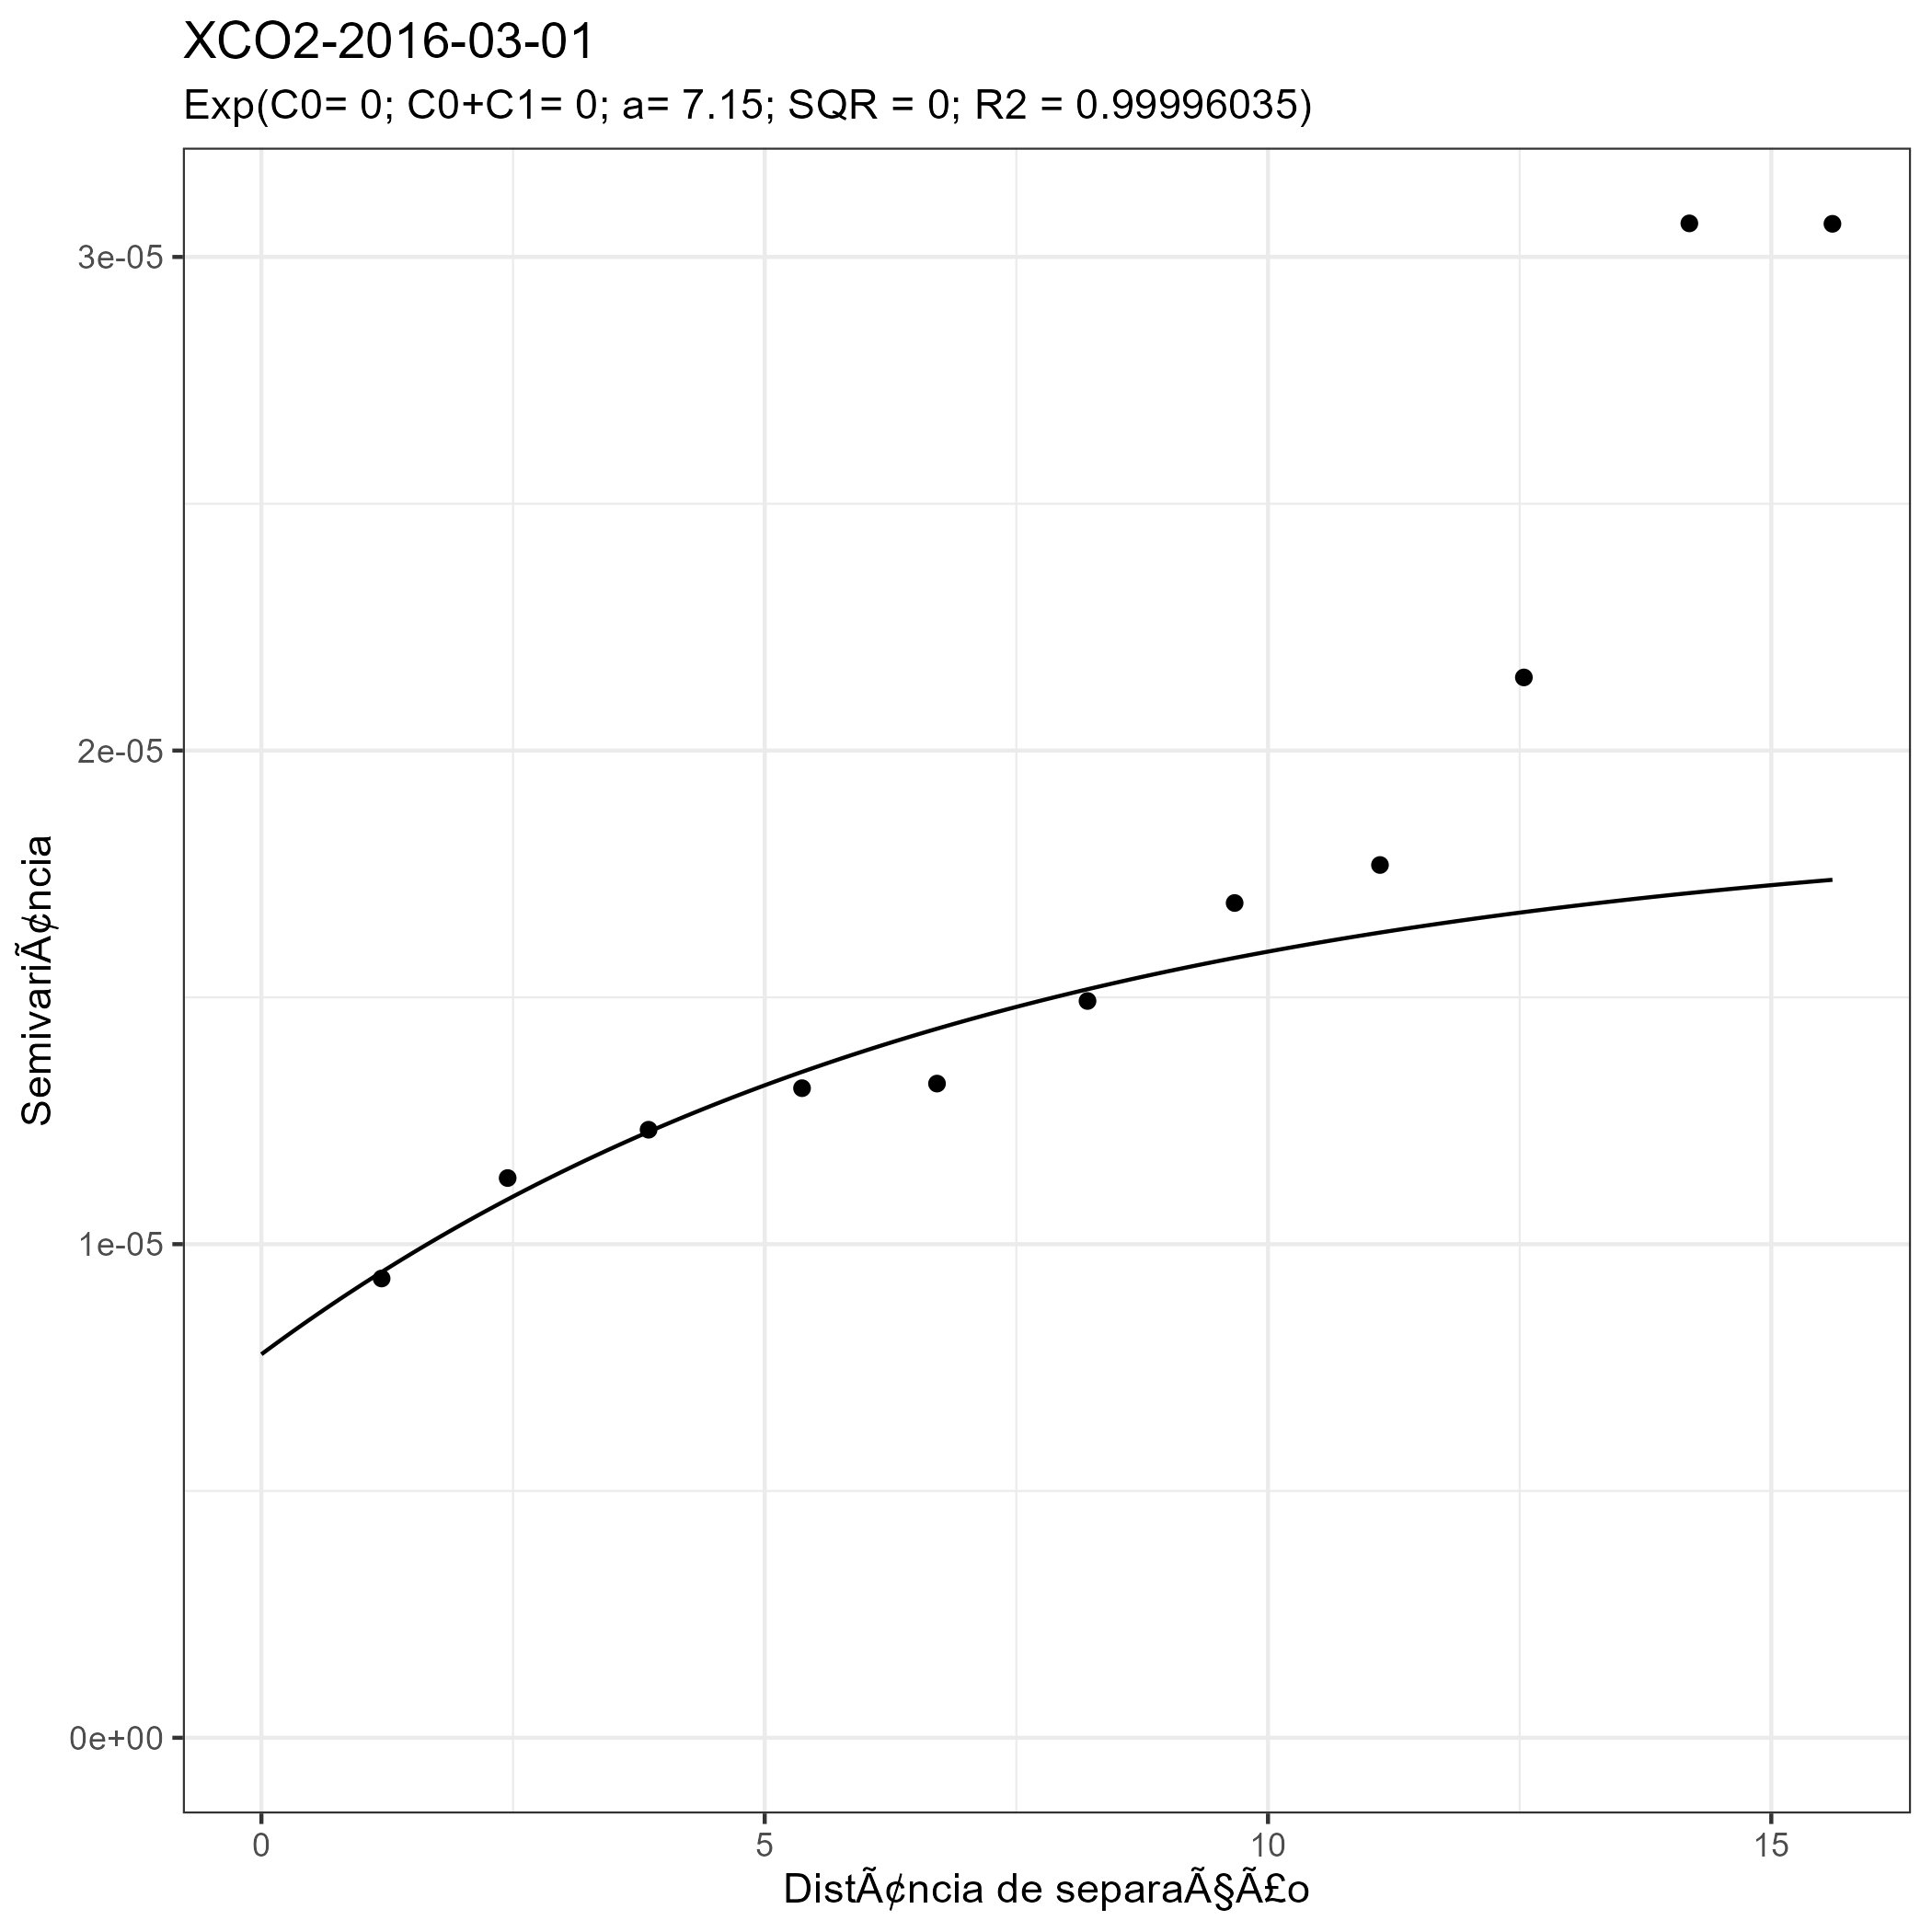 XCO2-2016-03-01
Exp(C0= 0; C0+C1= 0; a= 7.15; SQR = 0; R2 = 0.99996035)
3e-05
2e-05
1e-05
0e+00
SemivariÃ¢ncia
0 5 10 15
DistÃ¢ncia de separaÃ§Ã£o